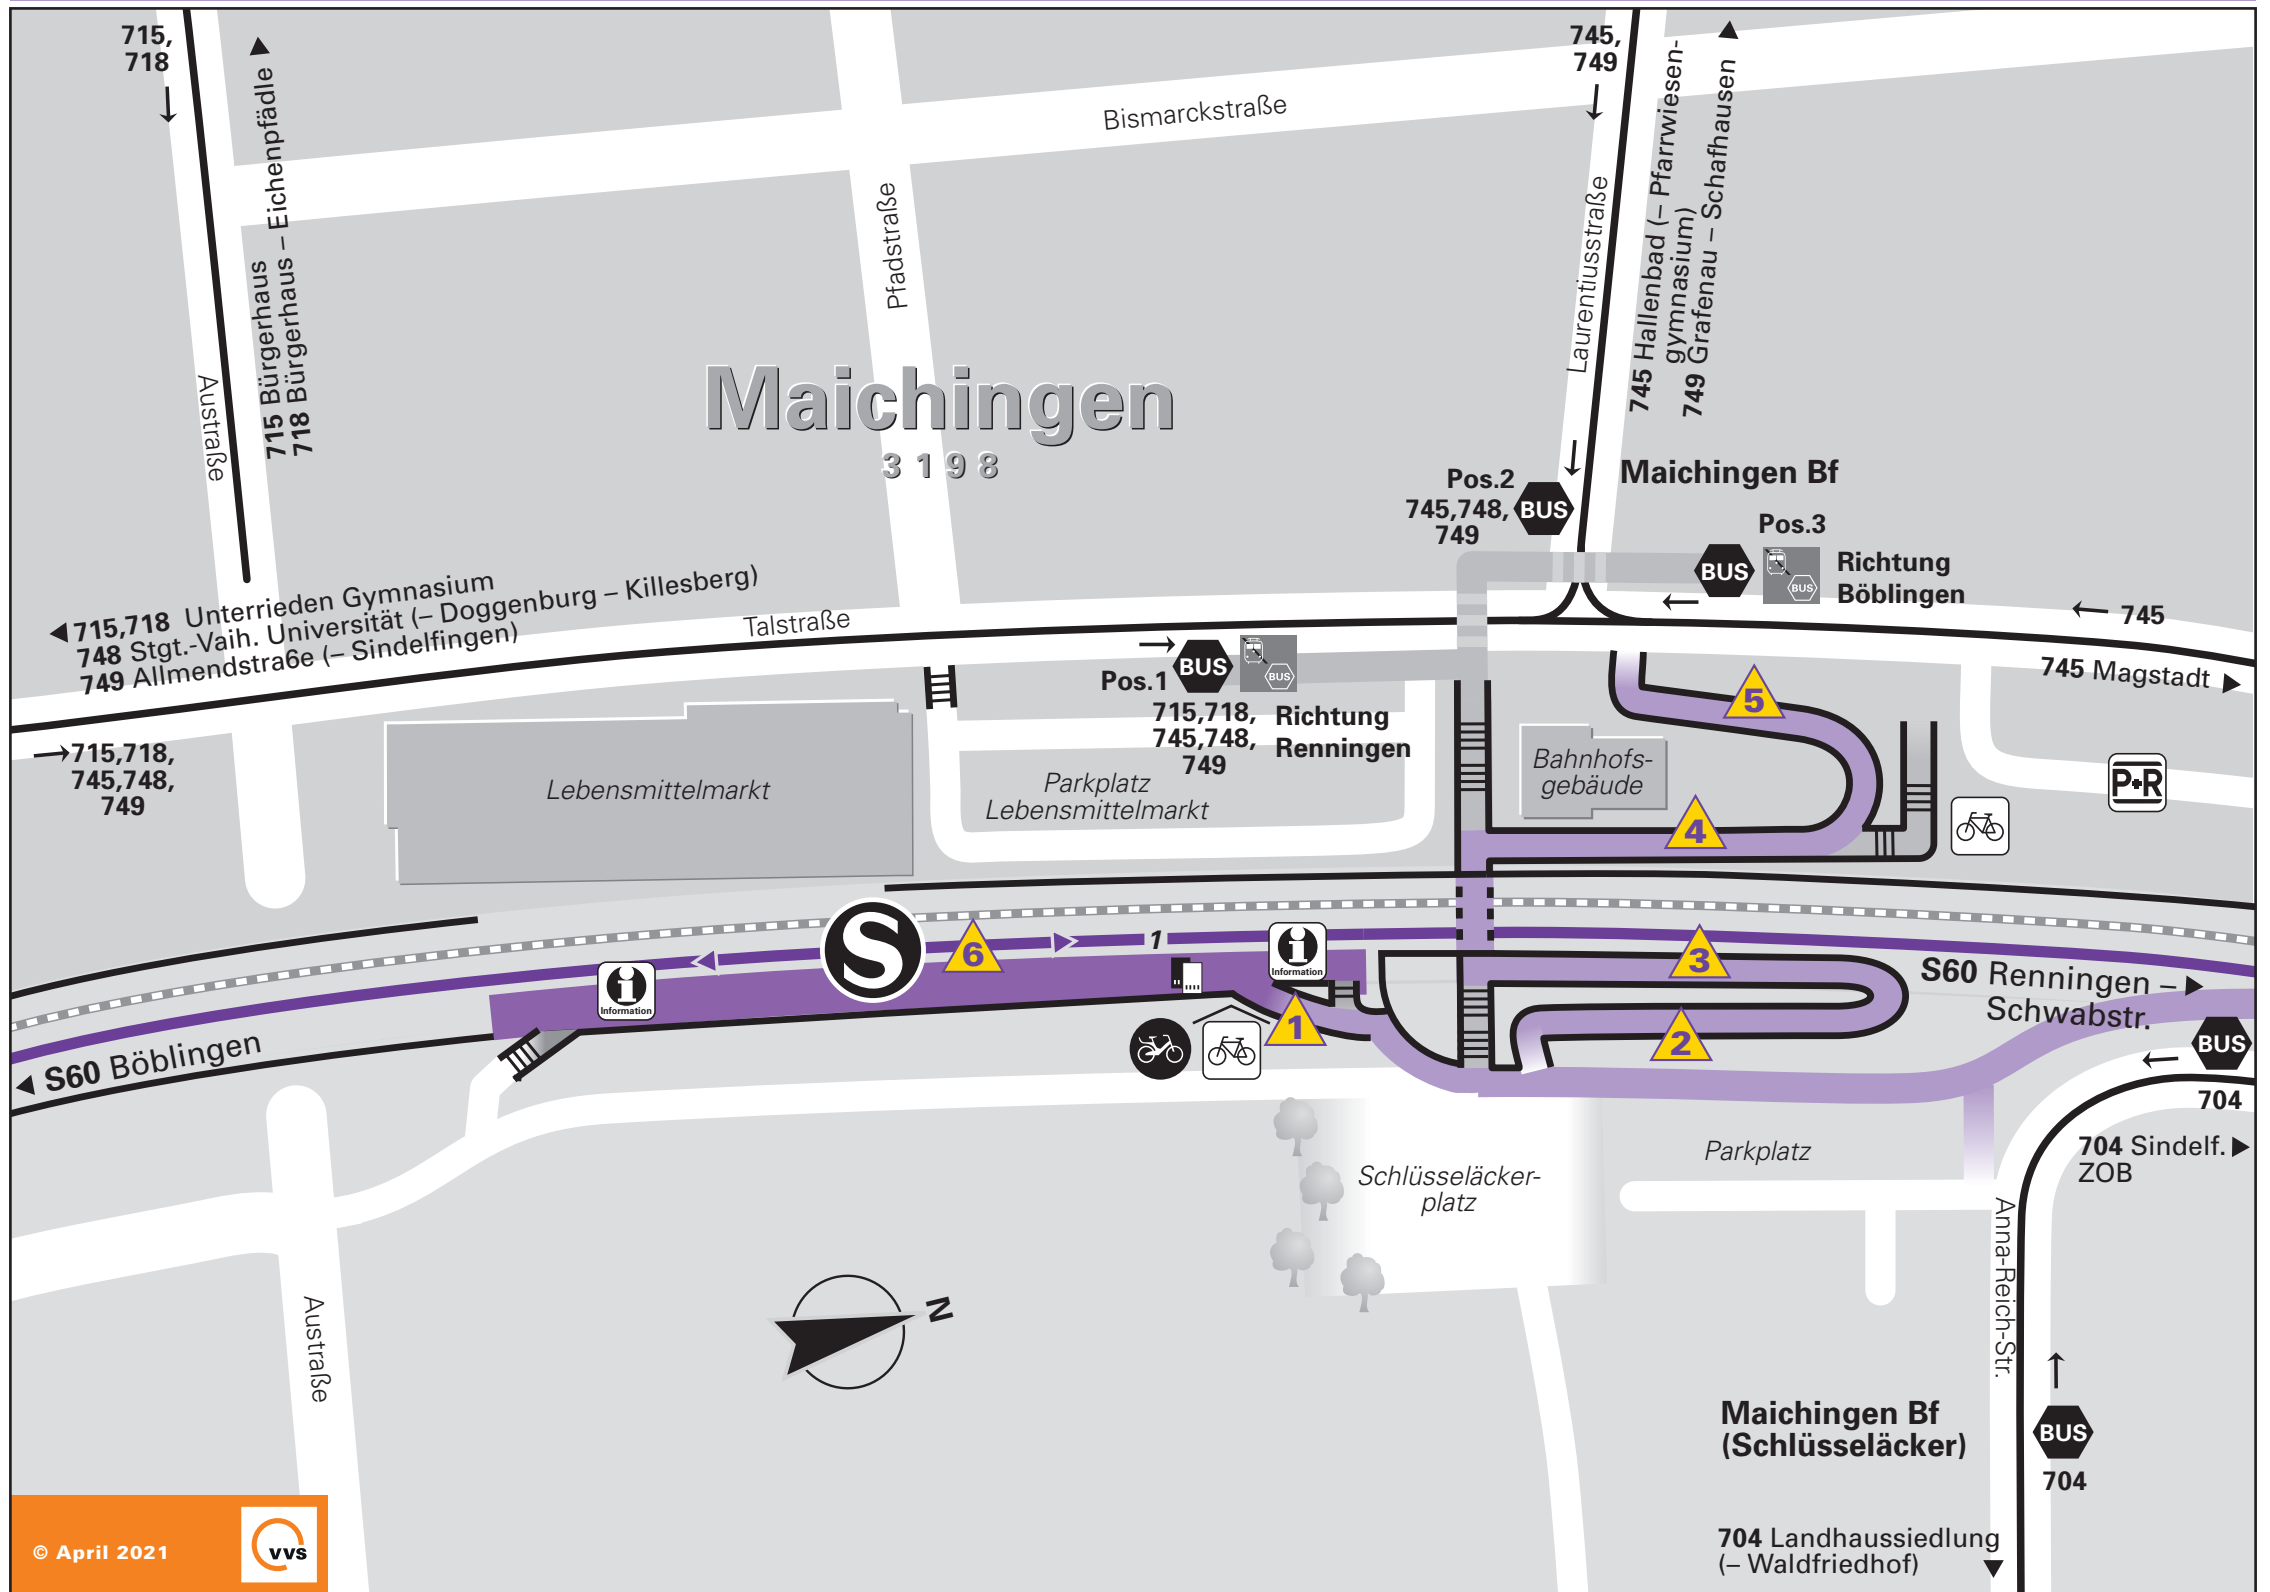 715,
718
715 Bürgerhaus
718 Bürgerhaus – Eichenpfädle
Austraße
Bismarckstraße
Pfadstraße
745,
749
Laurentiusstraße
745 Hallenbad (– Pfarrwiesen-
gymnasium)
749 Grafenau – Schafhausen
Maichingen
3198
Pos.2
745,748,
749
BUS
Maichingen Bf
Pos.3
BUS
BUS
Richtung
Böblingen
745
745 Magstadt
715,718 Unterrieden Gymnasium
748 Stgt.-Vaih. Universität (– Doggenburg – Killesberg)
749 Allmendstra6e (– Sindelfingen)
Talstraße
Pos.1
BUS
BUS
715,718,
745,748,
749
Richtung
Renningen
715,718,
745,748,
749
Lebensmittelmarkt
Parkplatz
Lebensmittelmarkt
Bahnhofs-
gebäude
5
4
P+R
S
6
1
i
Information
i
Information
3
2
1
S60 Renningen –
Schwabstr.
S60 Böblingen
BUS
704
704 Sindelf.
ZOB
Parkplatz
Schlüsseläcker-
platz
Anna-Reich-Str.
Austraße
N
Maichingen Bf
(Schlüsseläcker)
BUS
704
704 Landhaussiedlung
(– Waldfriedhof)
© April 2021
vvs